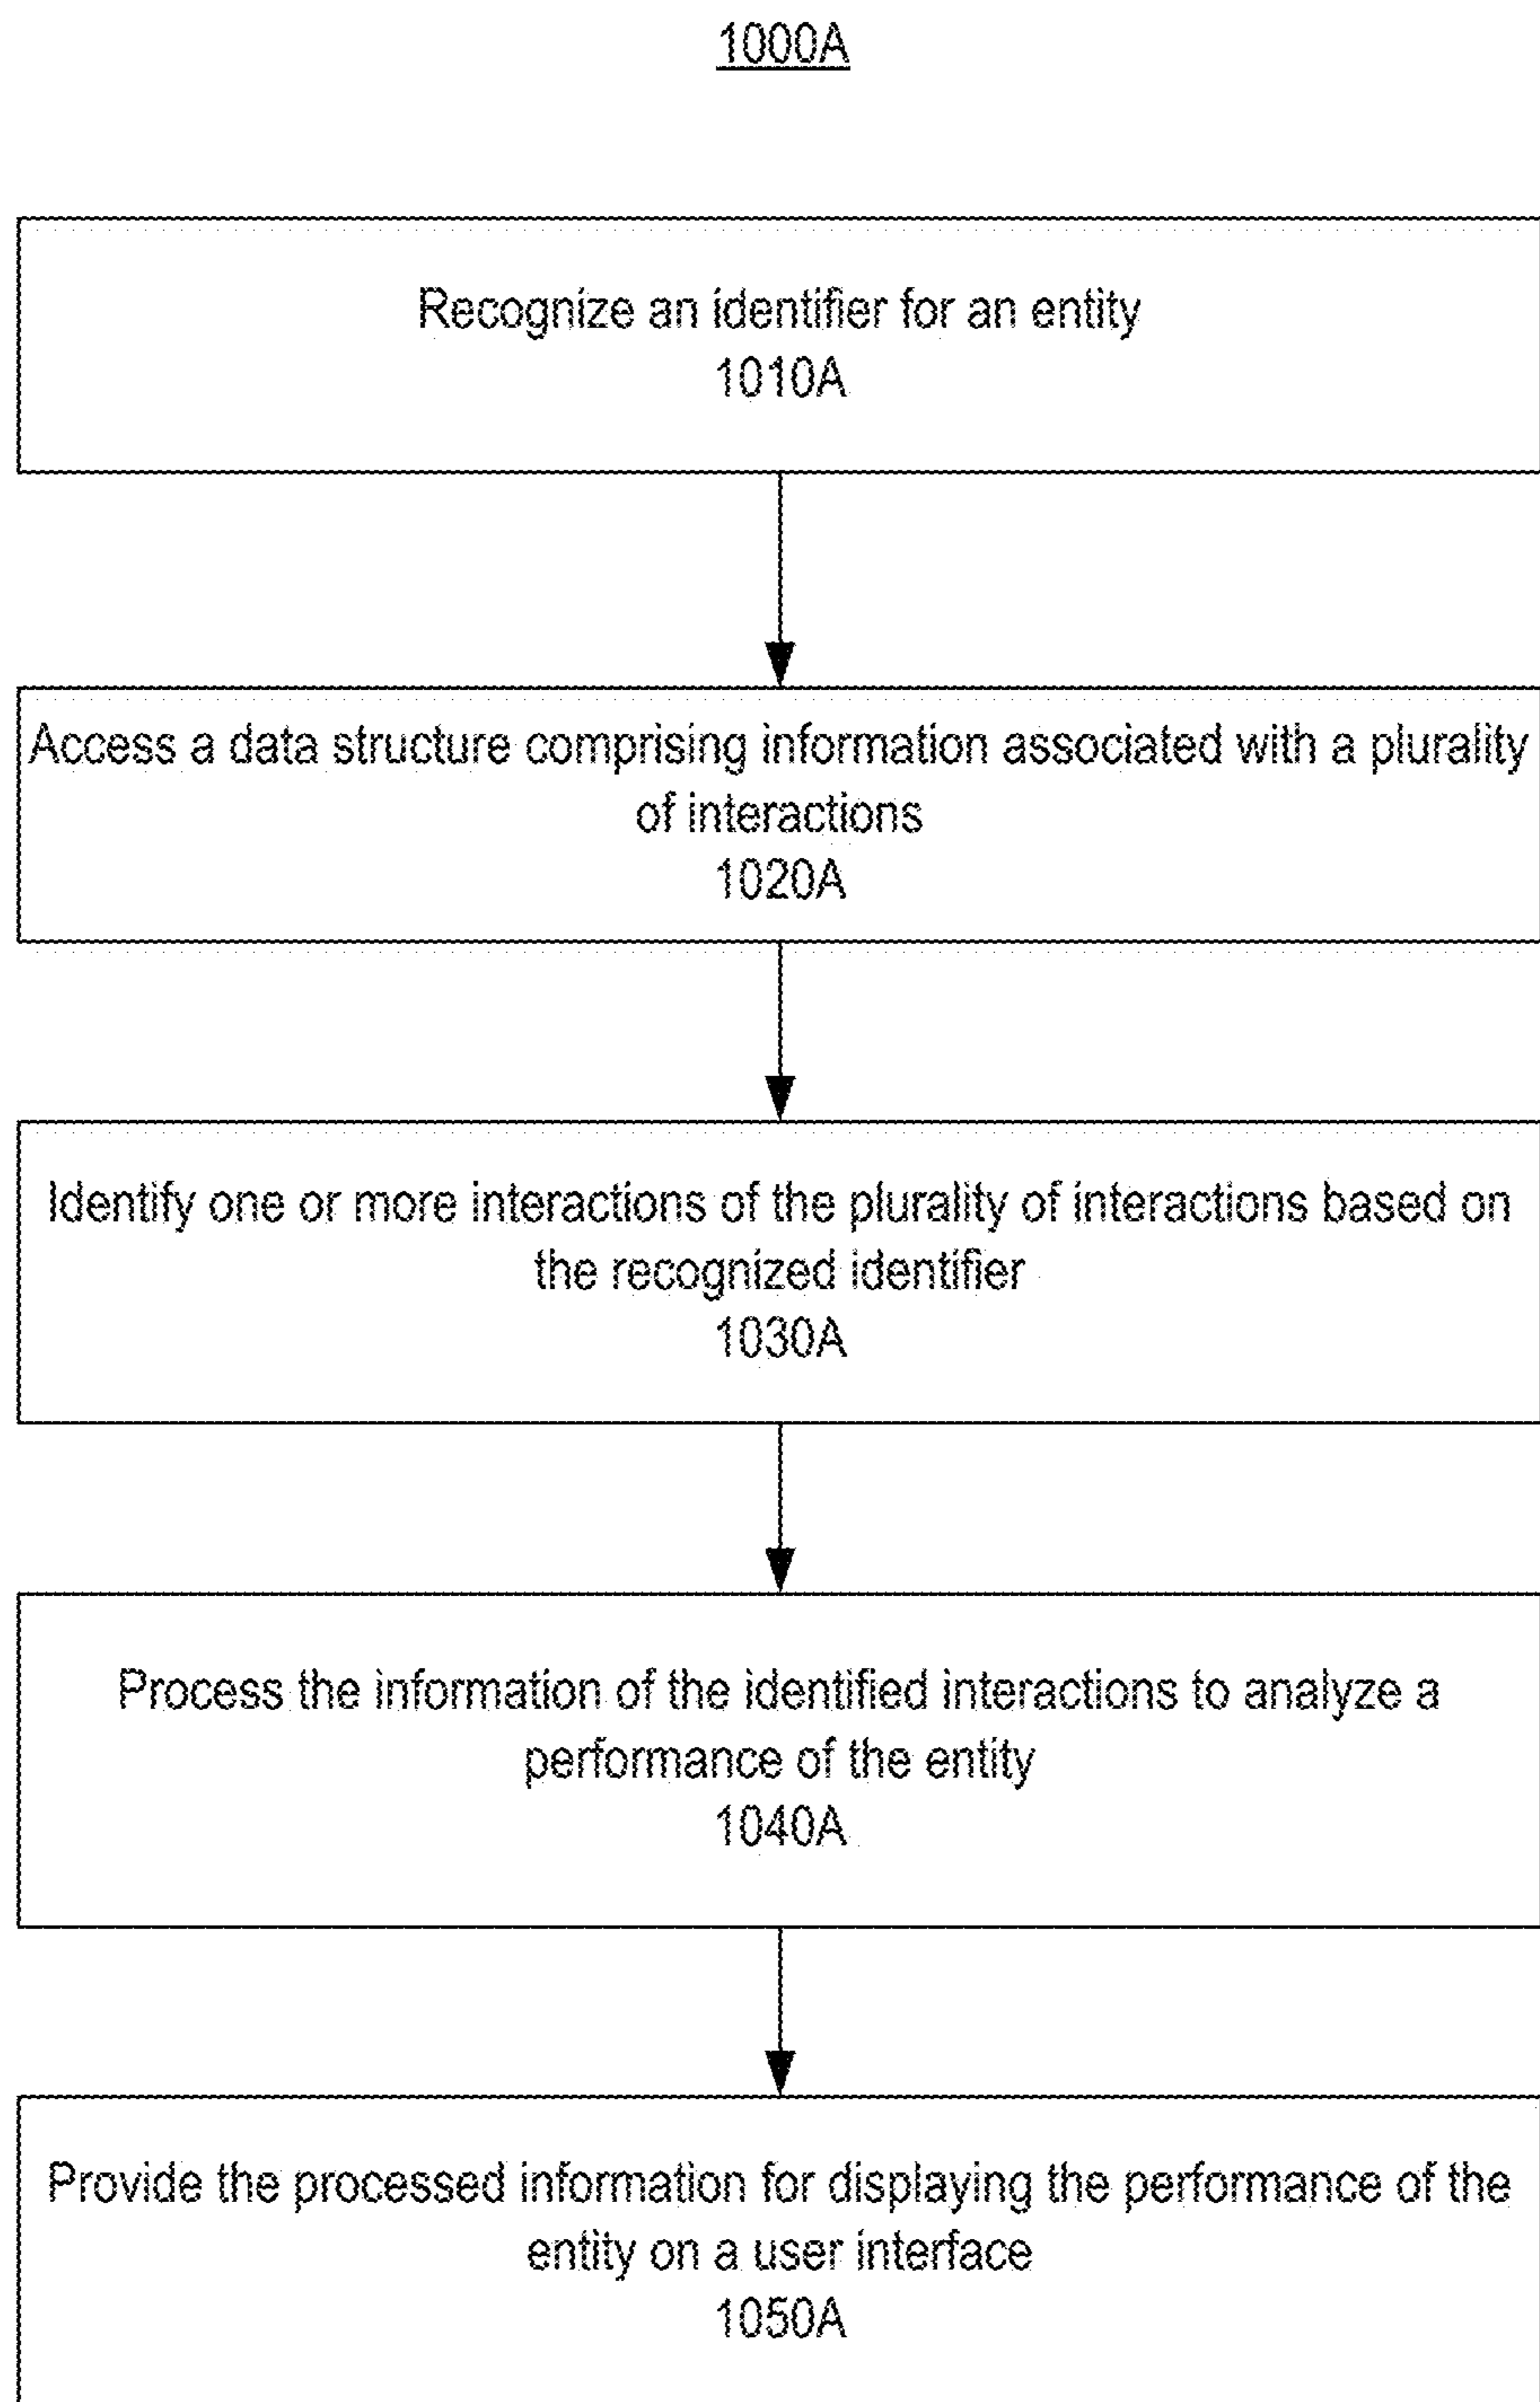 1000A
Recognize an identifier for an entity
1010A
Access a data structure comprising information associated with a plurality
of interactions
1020A
Identify one or more interactions of the plurality of interactions based on
the recognized identifier
1030A
Process the information of the identified interactions to analyze a
performance of the entity
1040A
Provide the processed information for displaying the performance of the
entity on a user interface
1050A